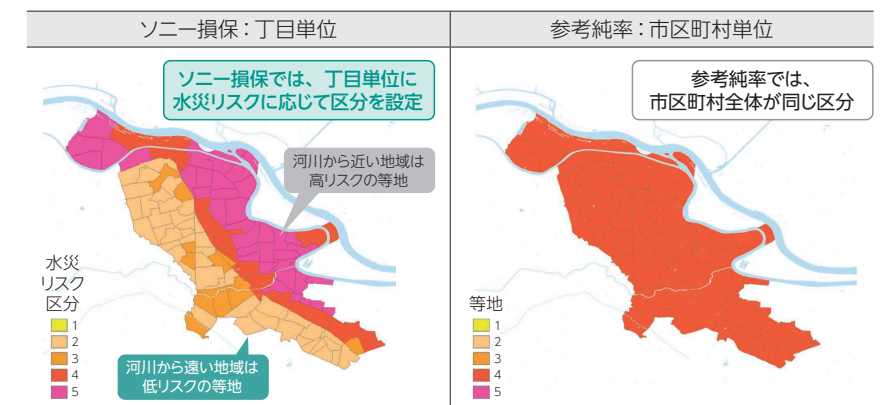 ソニー損保：丁目単位
参考純率：市区町村単位
ソニー損保では、丁目単位に
水災リスクに応じて区分を設定
河川から近い地域は
高リスクの等地
水災
リスク
区分
1
2
3
4
5
河川から遠い地域は
低リスクの等地
参考純率では、
市区町村全体が同じ区分
等地
1
2
3
4
5